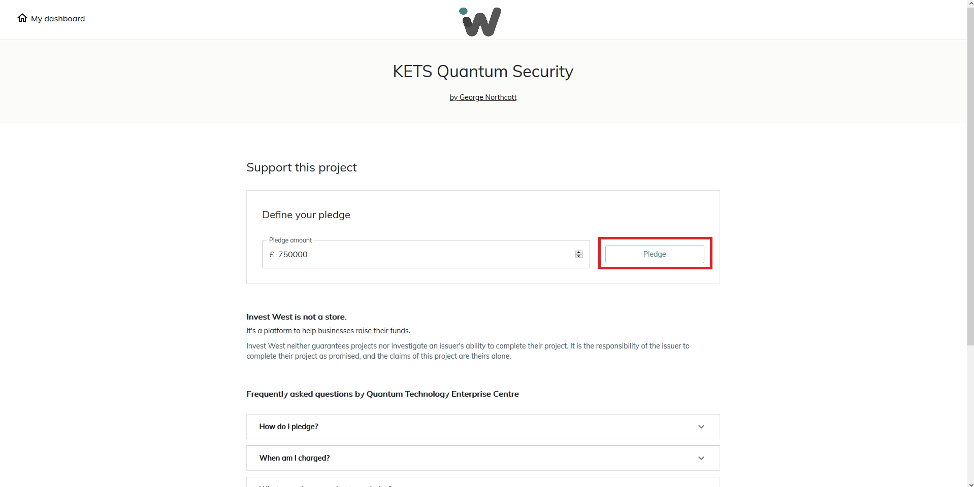 My dashboard
iW
KETS Quantum Security
by George Northcott
Support this project
Define your pledge
Pledge amount
£ 750000
Pledge
Invest West is not a store.
It's a platform to help businesses raise their funds.
Invest West neither guarantees projects nor investigate an issuer's ability to complete their project. It is the responsibility of the issuer to
complete their project as promised, and the claims of this project are theirs alone.
Frequently asked questions by Quantum Technology Enterprise Centre
How do I pledge?
When am I charged?